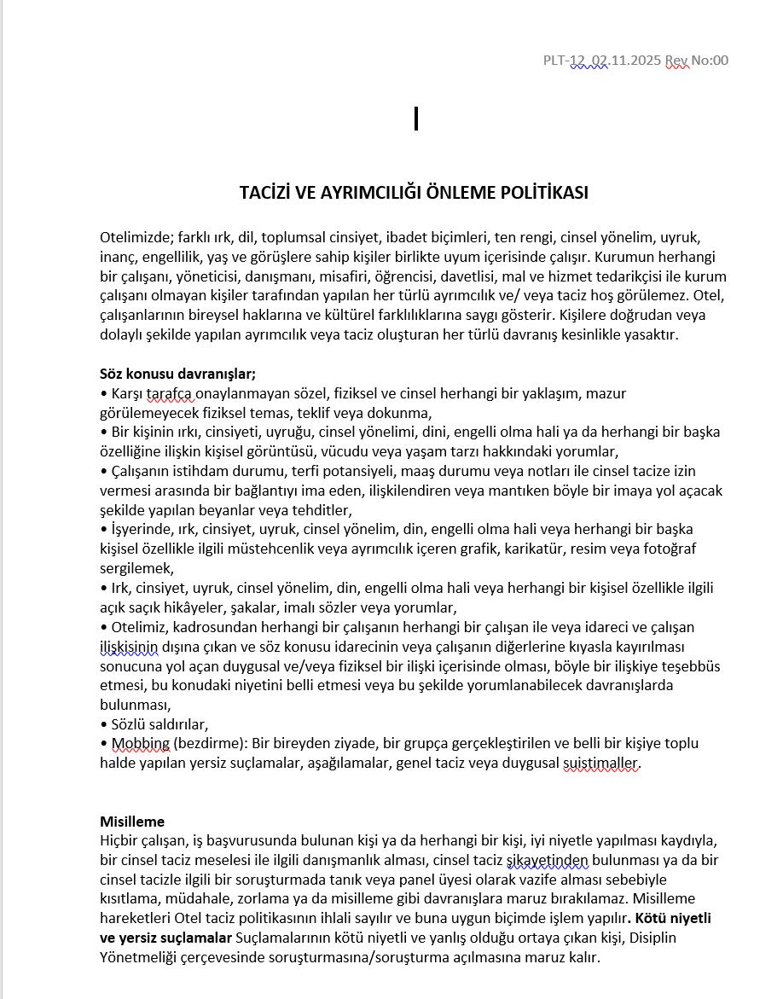 PLT-12 02.11.2025 Rev No:00
TACİZİ VE AYRIMCILIĞI ÖNLEME POLİTİKASI
Otelimizde; farklı ırk, dil, toplumsal cinsiyet, ibadet biçimleri, ten rengi, cinsel yönelim, uyruk,
inanç, engellilik, yaş ve görüşlere sahip kişiler birlikte uyum içerisinde çalışır. Kurumun herhangi
bir çalışanı, yöneticisi, danışmanı, misafiri, öğrencisi, davetlisi, mal ve hizmet tedarikçisi ile kurum
çalışanı olmayan kişiler tarafından yapılan her türlü ayrımcılık ve/ veya taciz hoş görülemez. Otel,
çalışanlarının bireysel haklarına ve kültürel farklılıklarına saygı gösterir. Kişilere doğrudan veya
dolaylı şekilde yapılan ayrımcılık veya taciz oluşturan her türlü davranış kesinlikle yasaktır.
Söz konusu davranışlar;
• Karşı tarafca onaylanmayan sözel, fiziksel ve cinsel herhangi bir yaklaşım, mazur
görülemeyecek fiziksel temas, teklif veya dokunma,
• Bir kişinin ırkı, cinsiyeti, uyruğu, cinsel yönelimi, dini, engelli olma hali ya da herhangi bir başka
özelliğine ilişkin kişisel görüntüsü, vücudu veya yaşam tarzı hakkındaki yorumlar,
• Çalışanın istihdam durumu, terfi potansiyeli, maaş durumu veya notları ile cinsel tacize izin
vermesi arasında bir bağlantıyı ima eden, ilişkilendiren veya mantıken böyle bir imaya yol açacak
şekilde yapılan beyanlar veya tehditler,
• İşyerinde, ırk, cinsiyet, uyruk, cinsel yönelim, din, engelli olma hali veya herhangi bir başka
kişisel özellikle ilgili müstehcenlik veya ayrımcılık içeren grafik, karikatür, resim veya fotoğraf
sergilemek,
• Irk, cinsiyet, uyruk, cinsel yönelim, din, engelli olma hali veya herhangi bir kişisel özellikle ilgili
açık saçık hikâyeler, şakalar, imalı sözler veya yorumlar,
• Otelimiz, kadrosundan herhangi bir çalışanın herhangi bir çalışan ile veya idareci ve çalışan
ilişkisinin dışına çıkan ve söz konusu idarecinin veya çalışanın diğerlerine kıyasla kayırılması
sonucuna yol açan duygusal ve/veya fiziksel bir ilişki içerisinde olması, böyle bir ilişkiye teşebbüs
etmesi, bu konudaki niyetini belli etmesi veya bu şekilde yorumlanabilecek davranışlarda
bulunması,
• Sözlü saldırılar,
• Mobbing (bezdirme): Bir bireyden ziyade, bir grupça gerçekleştirilen ve belli bir kişiye toplu
halde yapılan yersiz suçlamalar, aşağılamalar, genel taciz veya duygusal suistimaller.
Misilleme
Hiçbir çalışan, iş başvurusunda bulunan kişi ya da herhangi bir kişi, iyi niyetle yapılması kaydıyla,
bir cinsel taciz meselesi ile ilgili danışmanlık alması, cinsel taciz şikayetinden bulunması ya da bir
cinsel tacizle ilgili bir soruşturmada tanık veya panel üyesi olarak vazife alması sebebiyle
kısıtlama, müdahale, zorlama ya da misilleme gibi davranışlara maruz bırakılamaz. Misilleme
hareketleri Otel taciz politikasının ihlali sayılır ve buna uygun biçimde işlem yapılır. Kötü niyetli
ve yersiz suçlamalar Suçlamalarının kötü niyetli ve yanlış olduğu ortaya çıkan kişi, Disiplin
Yönetmeliği çerçevesinde soruşturmasına/soruşturma açılmasına maruz kalır.